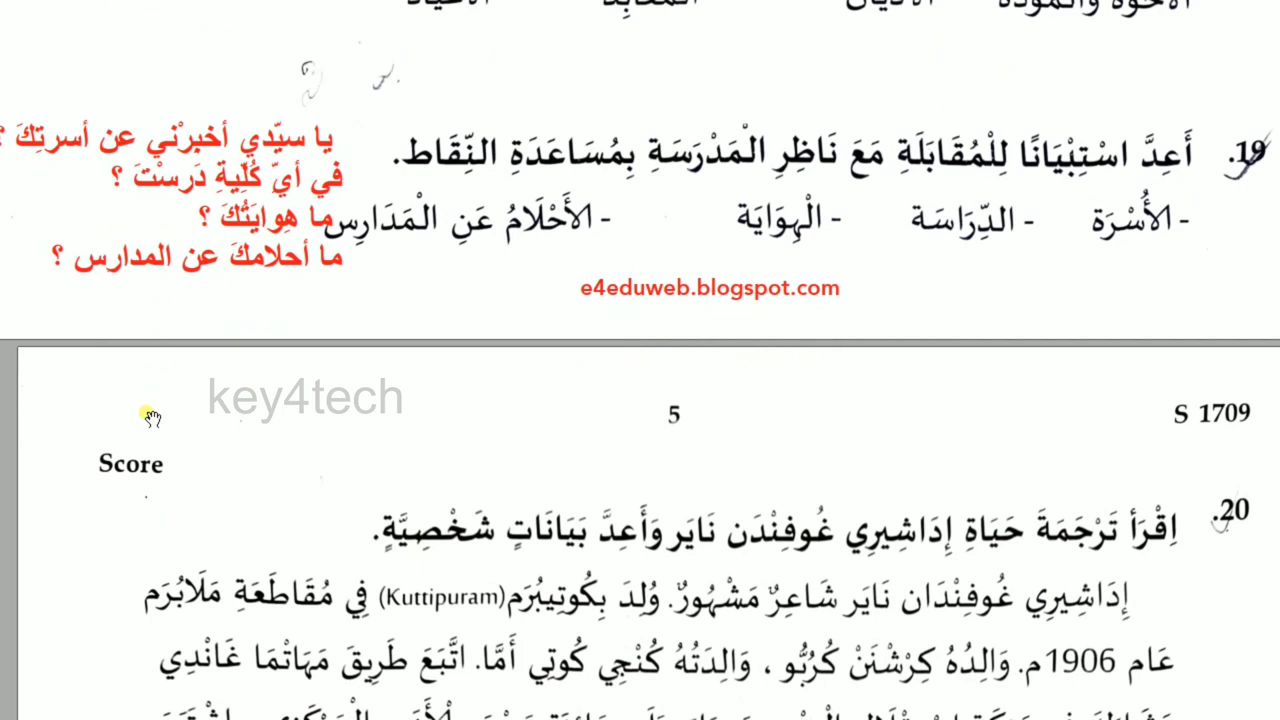 19. أَعِدَّ اسْتِبْيَانًا لِلْمُقَابَلَةِ مَعَ نَاظِرِ الْمَدْرَسَةِ بِمُسَاعَدَةِ النِّقَاط.
- الأُسْرَة - الدِّرَاسَة - الْهِوَايَة - الأَحْلَامُ عَنِ الْمَدَارِس
يا سيّدي أخبرْني عن أسرتِكَ ؟
في أيِّ كُلِّيةِ دَرستَ ؟
ما هِوايَتُكَ ؟
ما أحلامكَ عن المدارس ؟
e4eduweb.blogspot.com
key4tech
5
S 1709
Score
20. اِقْرَأ تَرْجَمَةَ حَيَاةِ إِدَاشِيرِي غُوفِنْدَن نَايَر وَأَعِدَّ بَيَانَاتٍ شَخْصِيَّةٍ.
إِدَاشِيرِي غُوفِنْدَان نَايَر شَاعِرٌ مَشْهُورٌ. وُلِدَ بِكُوتِيبُرَم (Kuttipuram) فِي مُقَاطَعَةِ مَلَابُرَم
عَام 1906م. وَالِدُهُ كِرْشْنَنْ كُرُبُّو ، وَالِدَتُهُ كُنْجِي كُوتِي أَمَّا. اتَّبَعَ طَرِيقَ مَهَاتْمَا غَانْدِي